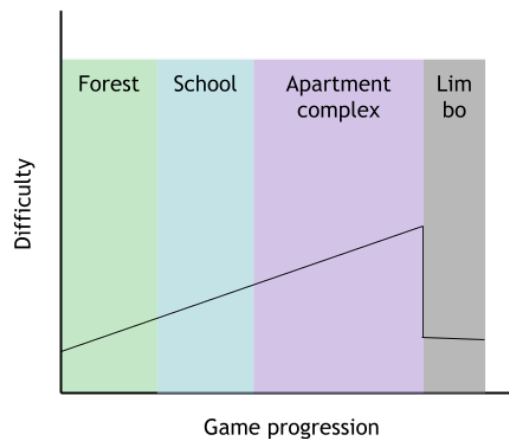 Forest
School
Apartment
complex
Lim
bo
Difficulty
Game progression